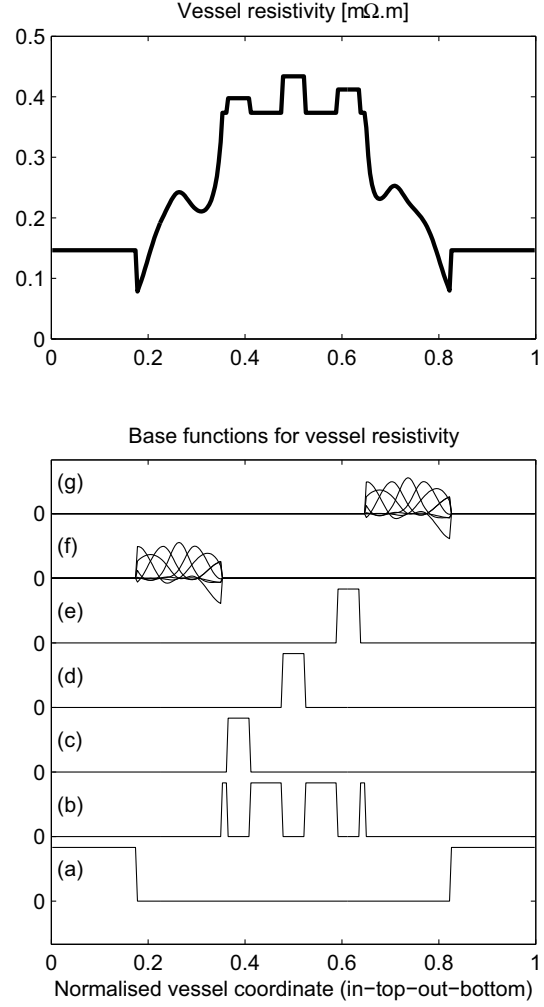 Vessel resistivity [mΩ.m]
0.5
0.4
0.3
0.2
0.1
0
0 0.2 0.4 0.6 0.8 1
Base functions for vessel resistivity
(g)
0
(f)
0
(e)
0
(d)
0
(c)
0
(b)
0
(a)
0
0 0.2 0.4 0.6 0.8 1
Normalised vessel coordinate (in−top−out−bottom)